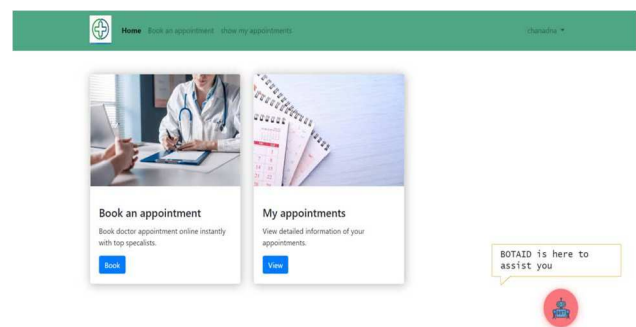 Home Book an appointment show my appointments
chanadna
Book an appointment
Book doctor appointment online instantly
with top specalists.
Book
My appointments
View detailed information of your
appointments.
View
BOTAID is here to
assist you